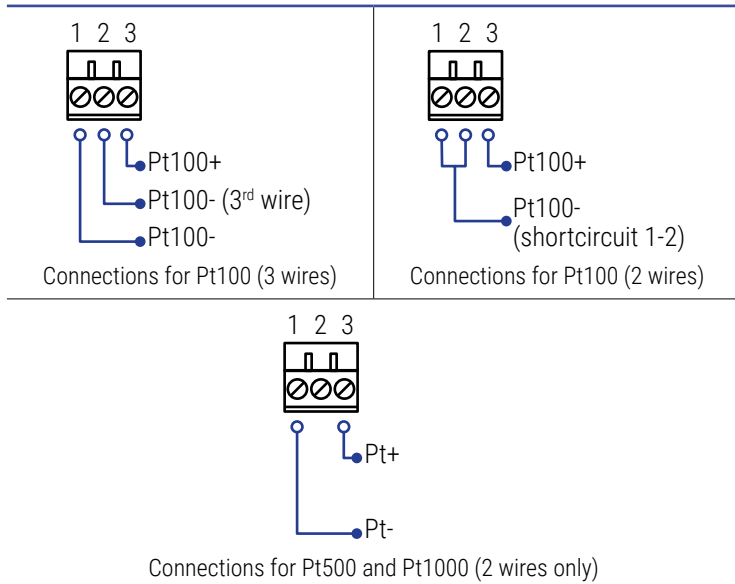 1 2 3
Pt100+
Pt100- (3rd wire)
Pt100-
Connections for Pt100 (3 wires)
1 2 3
Pt100+
Pt100-
(shortcircuit 1-2)
Connections for Pt100 (2 wires)
1 2 3
Pt+
Pt-
Connections for Pt500 and Pt1000 (2 wires only)